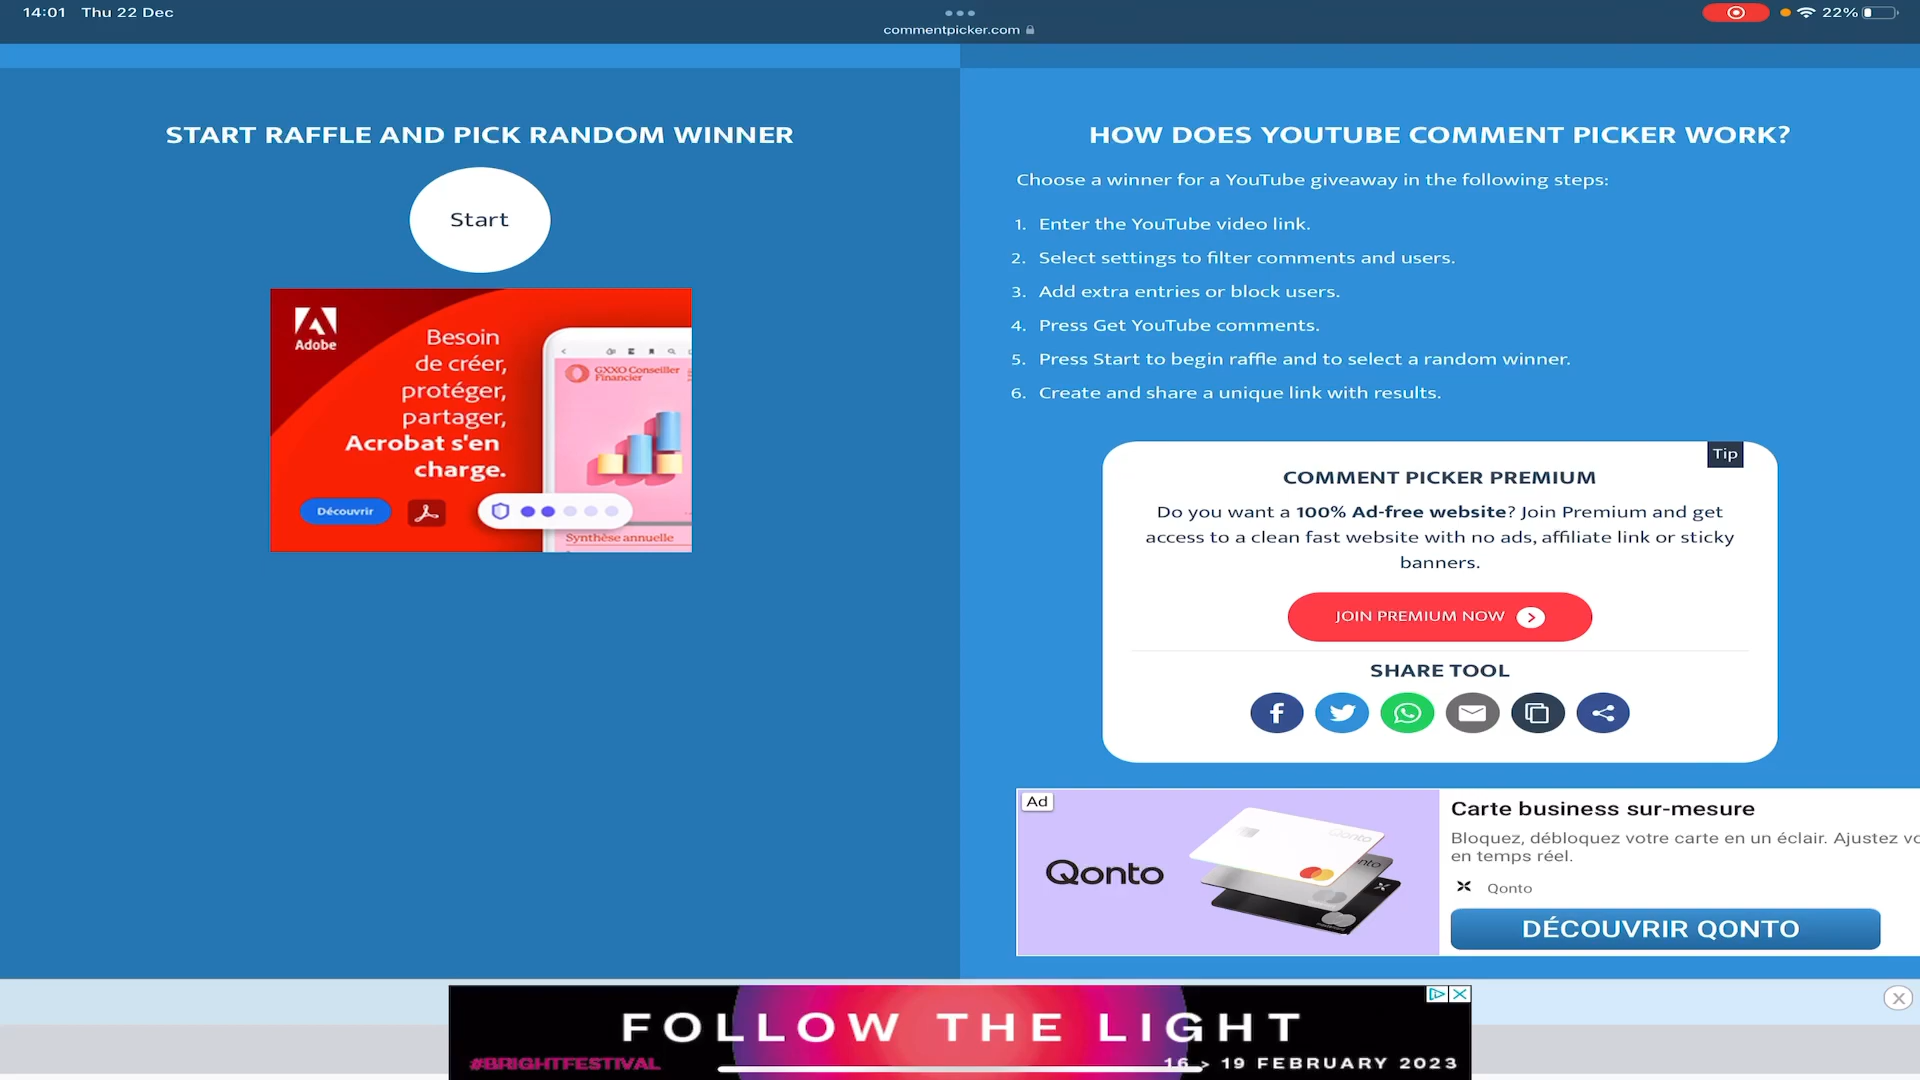 14:01 Thu 22 Dec
commentpicker.com
22%
START RAFFLE AND PICK RANDOM WINNER
Start
Adobe
Besoin
de créer,
protéger,
partager,
Acrobat s'en
charge.
Découvrir
GXXO Conseiller
Financier
Synthèse annuelle
HOW DOES YOUTUBE COMMENT PICKER WORK?
Choose a winner for a YouTube giveaway in the following steps:
1. Enter the YouTube video link.
2. Select settings to filter comments and users.
3. Add extra entries or block users.
4. Press Get YouTube comments.
5. Press Start to begin raffle and to select a random winner.
6. Create and share a unique link with results.
Tip
COMMENT PICKER PREMIUM
Do you want a 100% Ad-free website? Join Premium and get
access to a clean fast website with no ads, affiliate link or sticky
banners.
JOIN PREMIUM NOW
SHARE TOOL
Ad
Qonto
Qonto
Carte business sur-mesure
Bloquez, débloquez votre carte en un éclair. Ajustez vo
en temps réel.
Qonto
DÉCOUVRIR QONTO
FOLLOW THE LIGHT
#BRIGHTFESTIVAL
16 > 19 FEBRUARY 2023